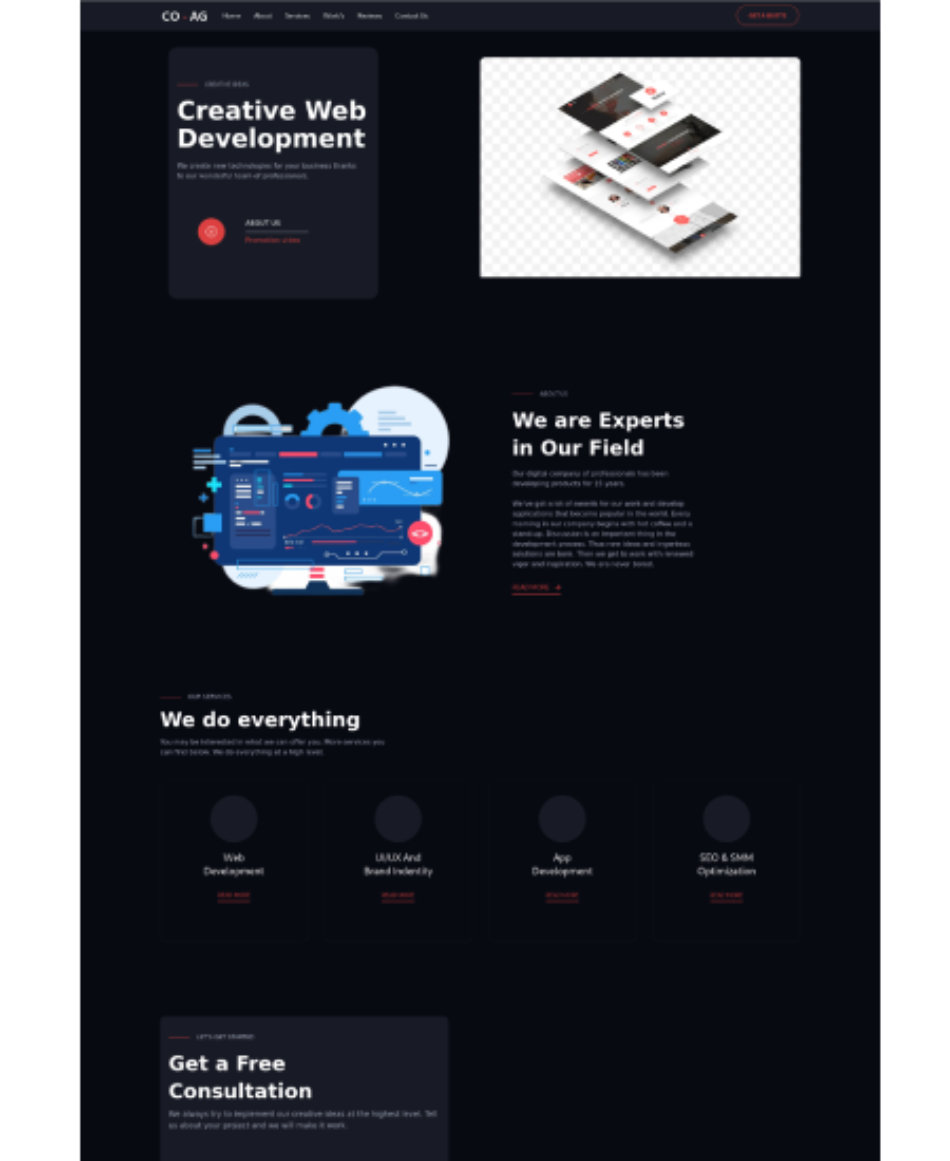 CO - AG
Home
About
Services
Work's
Reviews
Contact Us
GET A QUOTE
CREATIVE IDEAS
Creative Web
Development
We create new technologies for your business thanks
to our wonderful team of professionals.
ABOUT US
Promotion video
ABOUT US
We are Experts
in Our Field
Our digital company of professionals has been
developing products for 15 years.
We've got a lot of awards for our work and develop
applications that become popular in the world. Every
morning in our company begins with hot coffee and a
stand-up. Discussion is an important thing in the
development process. Thus new ideas and ingenious
solutions are born. Then we get to work with renewed
vigor and inspiration. We are never bored.
READ MORE
OUR SERVICES
We do everything
You may be interested in what we can offer you. More services you
can find below. We do everything at a high level.
Web
Development
READ MORE
UI/UX And
Brand Indentity
READ MORE
App
Development
READ MORE
SEO & SMM
Optimization
READ MORE
LET'S GET STARTED
Get a Free
Consultation
We always try to implement our creative ideas at the highest level. Tell
us about your project and we will make it work.